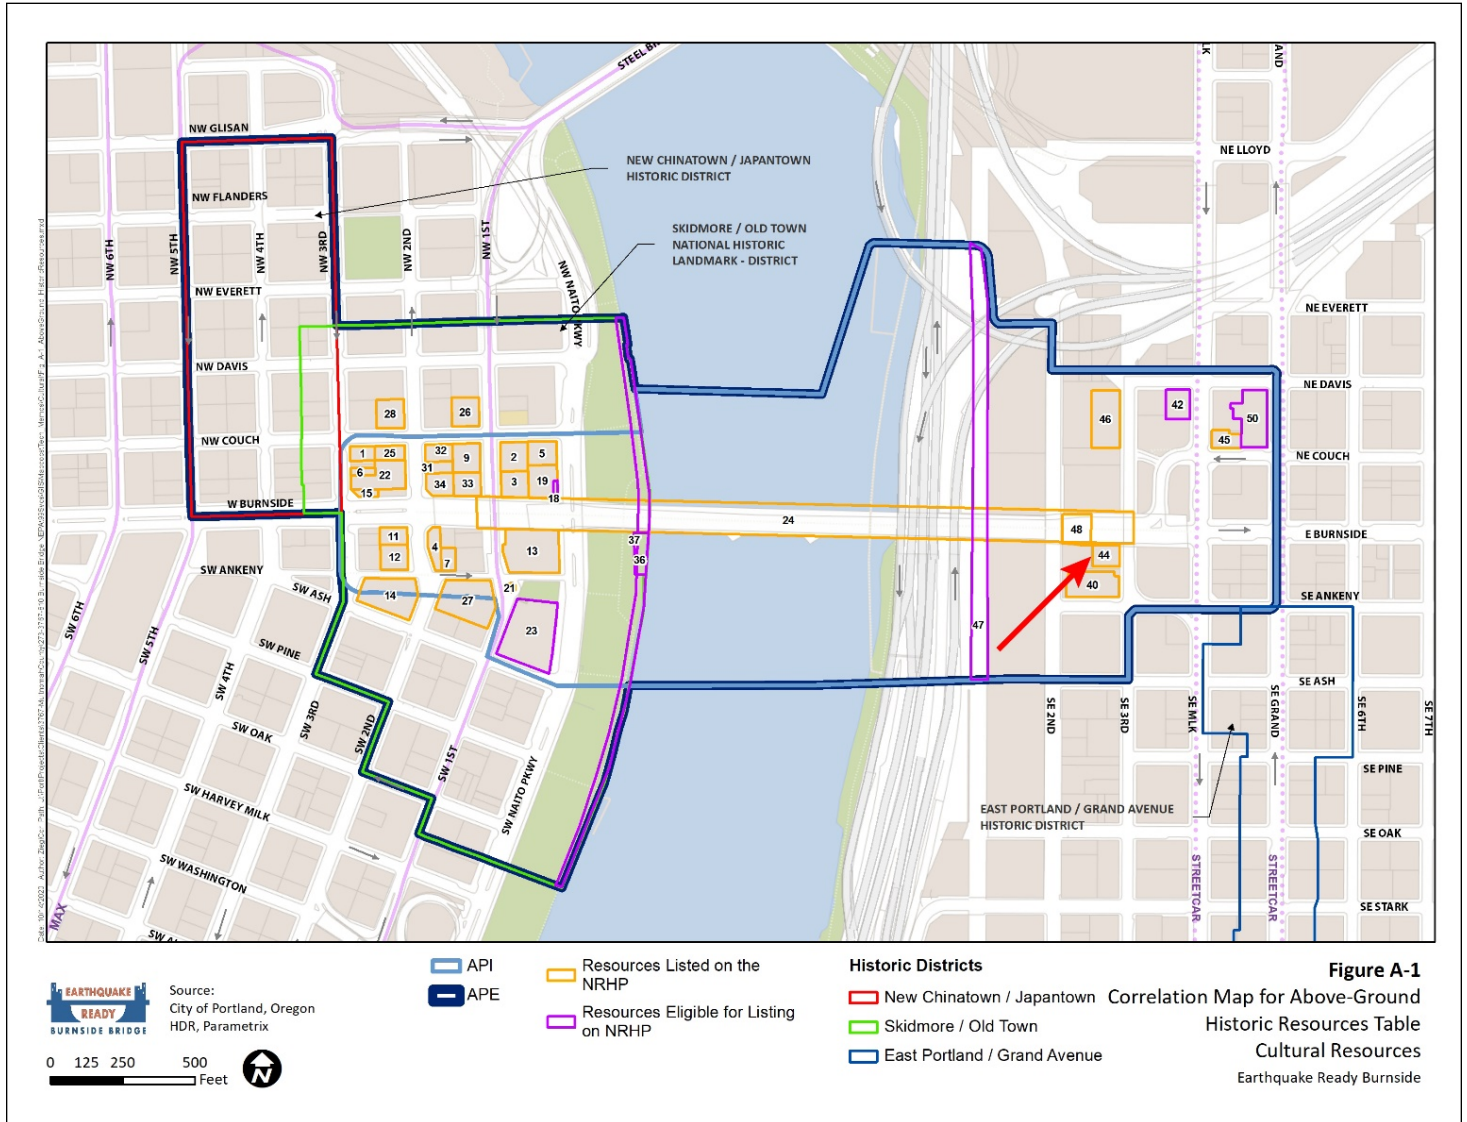 STEEL BR
LK
AND
NW GLISAN
NE LLOYD
NEW CHINATOWN / JAPANTOWN
HISTORIC DISTRICT
NW FLANDERS
SKIDMORE / OLD TOWN
NATIONAL HISTORIC
LANDMARK - DISTRICT
NW 6TH
NW 5TH
NW 4TH
NW 3RD
NW 2ND
NW 1ST
NW NAITO PKWY
NW EVERETT
NE EVERETT
NW DAVIS
NE DAVIS
28
26
46
42
50
45
NW COUCH
NE COUCH
1
25
32
9
2
5
6
22
31
34
33
3
19
15
18
W BURNSIDE
24
48
E BURNSIDE
11
12
4
7
13
37
36
44
40
SW ANKENY
SE ANKENY
SW ASH
14
27
21
23
47
SW 6TH
SW 5TH
SW PINE
SW 4TH
SW 3RD
SW 2ND
SW 1ST
SW NAITO PKWY
SE ASH
SE 2ND
SE 3RD
SE MLK
SE GRAND
SE 6TH
SE 7TH
SW OAK
SE PINE
SW HARVEY MILK
EAST PORTLAND / GRAND AVENUE
HISTORIC DISTRICT
SE OAK
SW WASHINGTON
STREETCAR
STREETCAR
SE STARK
MAX
EARTHQUAKE
READY
BURNSIDE BRIDGE
Source:
City of Portland, Oregon
HDR, Parametrix
0 125 250 500
Feet
N
API
APE
Resources Listed on the
NRHP
Resources Eligible for Listing
on NRHP
Historic Districts
New Chinatown / Japantown
Skidmore / Old Town
East Portland / Grand Avenue
Figure A-1
Correlation Map for Above-Ground
Historic Resources Table
Cultural Resources
Earthquake Ready Burnside